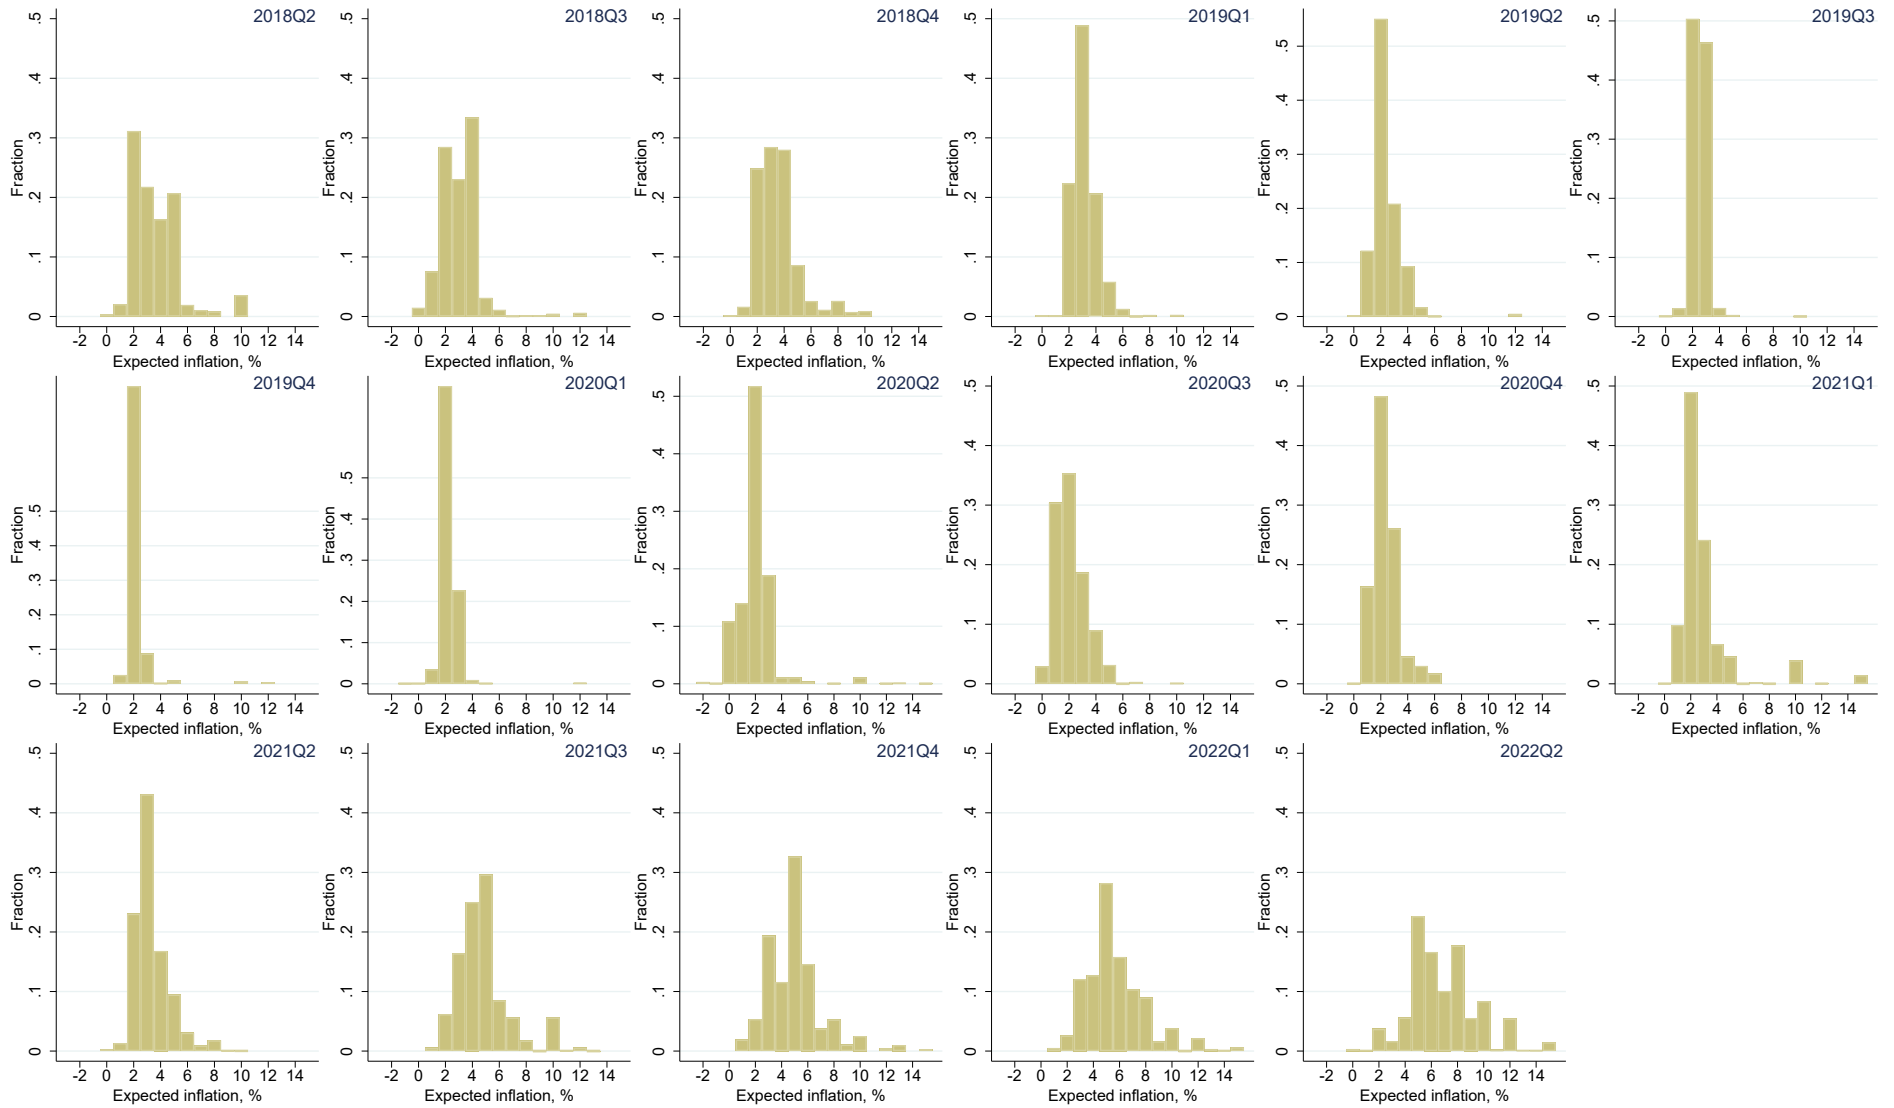 2018Q2
Fraction
0 .1 .2 .3 .4 .5
-2 0 2 4 6 8 10 12 14
Expected inflation, %
2018Q3
Fraction
0 .1 .2 .3 .4 .5
-2 0 2 4 6 8 10 12 14
Expected inflation, %
2018Q4
Fraction
0 .1 .2 .3 .4 .5
-2 0 2 4 6 8 10 12 14
Expected inflation, %
2019Q1
Fraction
0 .1 .2 .3 .4 .5
-2 0 2 4 6 8 10 12 14
Expected inflation, %
2019Q2
Fraction
0 .1 .2 .3 .4 .5
-2 0 2 4 6 8 10 12 14
Expected inflation, %
2019Q3
Fraction
0 .1 .2 .3 .4 .5
-2 0 2 4 6 8 10 12 14
Expected inflation, %
2019Q4
Fraction
0 .1 .2 .3 .4 .5
-2 0 2 4 6 8 10 12 14
Expected inflation, %
2020Q1
Fraction
0 .1 .2 .3 .4 .5
-2 0 2 4 6 8 10 12 14
Expected inflation, %
2020Q2
Fraction
0 .1 .2 .3 .4 .5
-2 0 2 4 6 8 10 12 14
Expected inflation, %
2020Q3
Fraction
0 .1 .2 .3 .4 .5
-2 0 2 4 6 8 10 12 14
Expected inflation, %
2020Q4
Fraction
0 .1 .2 .3 .4 .5
-2 0 2 4 6 8 10 12 14
Expected inflation, %
2021Q1
Fraction
0 .1 .2 .3 .4 .5
-2 0 2 4 6 8 10 12 14
Expected inflation, %
2021Q2
Fraction
0 .1 .2 .3 .4 .5
-2 0 2 4 6 8 10 12 14
Expected inflation, %
2021Q3
Fraction
0 .1 .2 .3 .4 .5
-2 0 2 4 6 8 10 12 14
Expected inflation, %
2021Q4
Fraction
0 .1 .2 .3 .4 .5
-2 0 2 4 6 8 10 12 14
Expected inflation, %
2022Q1
Fraction
0 .1 .2 .3 .4 .5
-2 0 2 4 6 8 10 12 14
Expected inflation, %
2022Q2
Fraction
0 .1 .2 .3 .4 .5
-2 0 2 4 6 8 10 12 14
Expected inflation, %